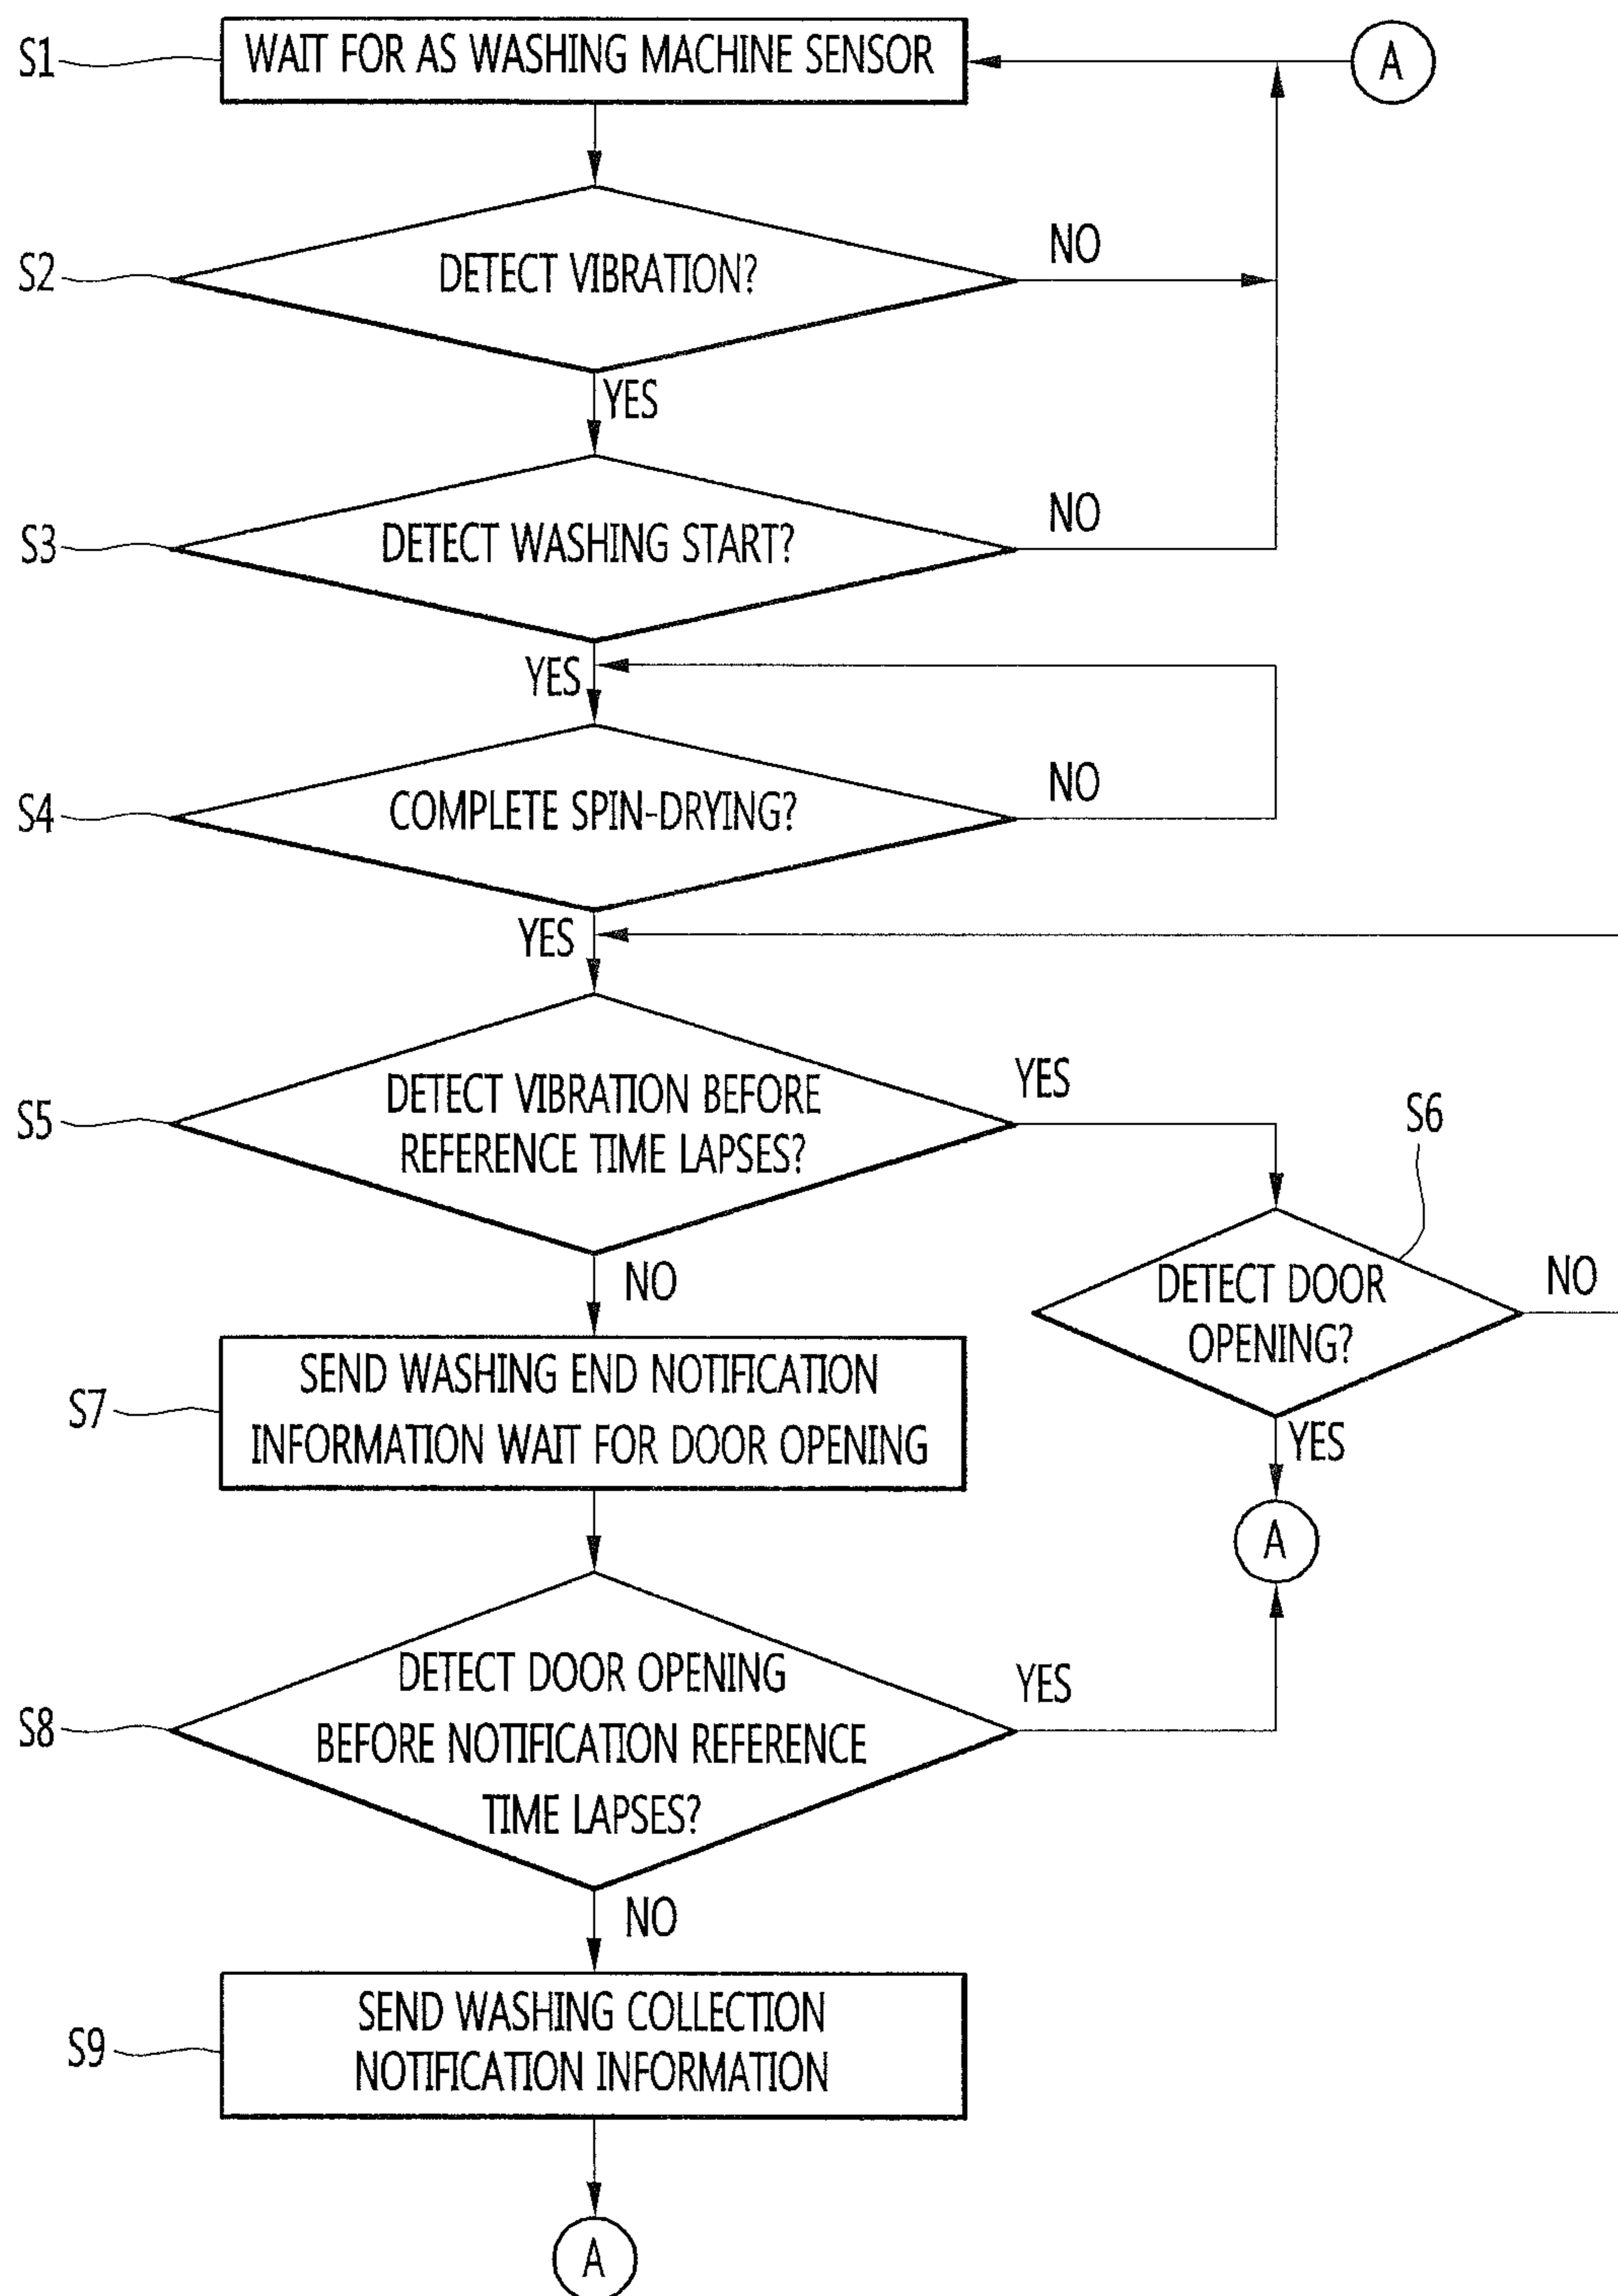 S1
WAIT FOR AS WASHING MACHINE SENSOR
A
S2
DETECT VIBRATION?
NO
YES
S3
DETECT WASHING START?
NO
YES
S4
COMPLETE SPIN-DRYING?
NO
YES
S5
DETECT VIBRATION BEFORE
REFERENCE TIME LAPSES?
YES
S6
DETECT DOOR
OPENING?
NO
YES
A
NO
S7
SEND WASHING END NOTIFICATION
INFORMATION WAIT FOR DOOR OPENING
S8
DETECT DOOR OPENING
BEFORE NOTIFICATION REFERENCE
TIME LAPSES?
YES
NO
S9
SEND WASHING COLLECTION
NOTIFICATION INFORMATION
A